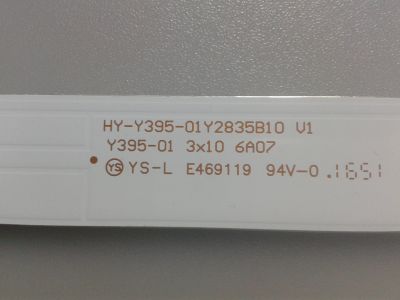 HY-Y395-01Y2835B10 V1
Y395-01 3x10 6A07
YS YS-L E469119 94V-0 .1651